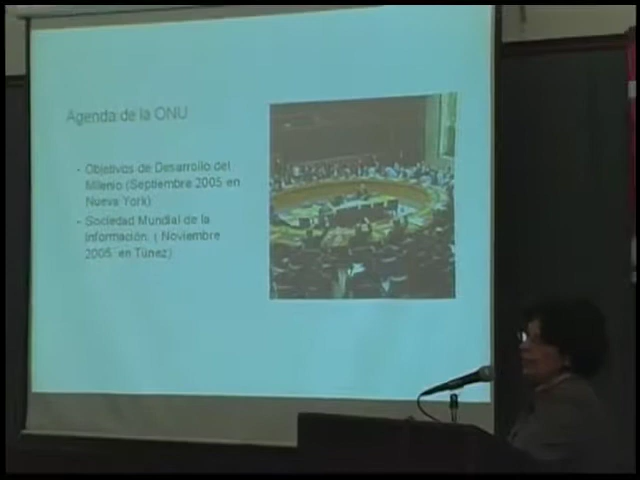 Agenda de la ONU
- Objetivos de Desarrollo del
Milenio (Septiembre 2005 en
Nueva York)
- Sociedad Mundial de la
Información. ( Noviembre
2005 en Túnez)